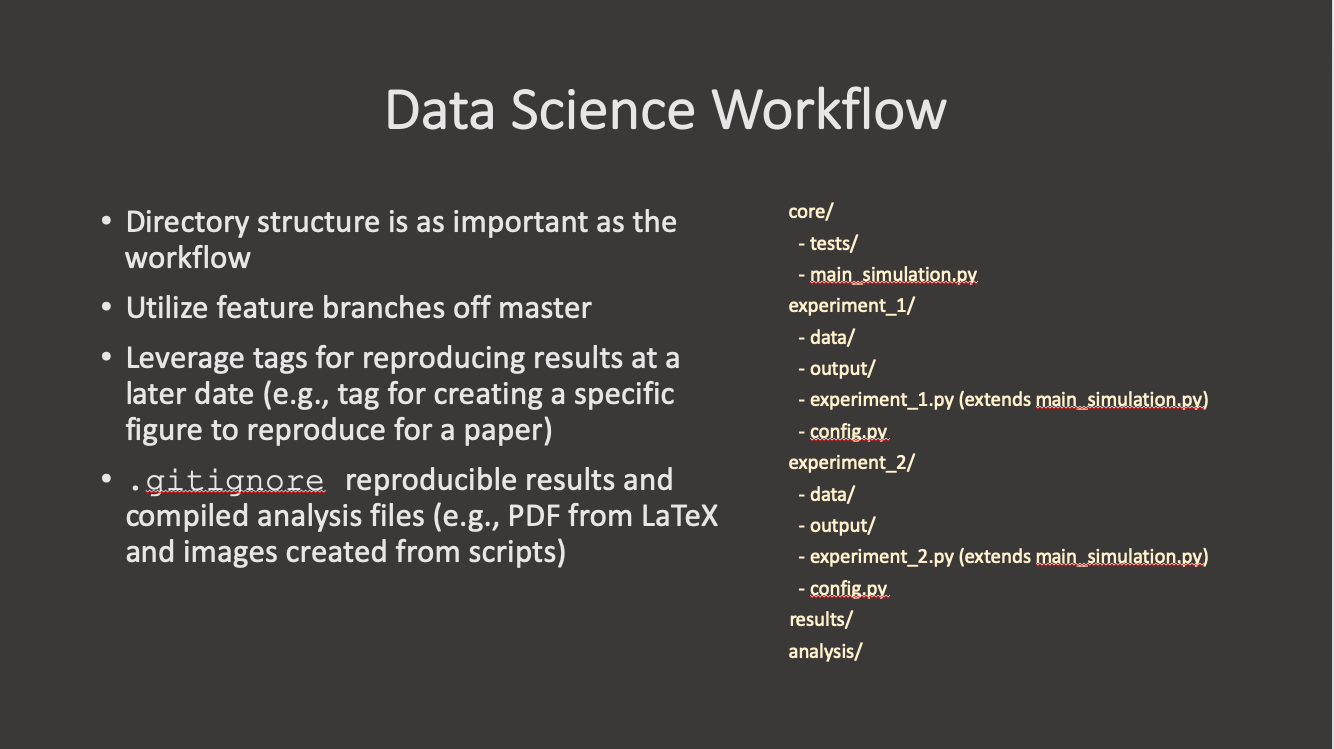 Data Science Workflow
• Directory structure is as important as the
workflow
• Utilize feature branches off master
• Leverage tags for reproducing results at a
later date (e.g., tag for creating a specific
figure to reproduce for a paper)
• .gitignore reproducible results and
compiled analysis files (e.g., PDF from LaTeX
and images created from scripts)
core/
- tests/
- main_simulation.py
experiment_1/
- data/
- output/
- experiment_1.py (extends main_simulation.py)
- config.py
experiment_2/
- data/
- output/
- experiment_2.py (extends main_simulation.py)
- config.py
results/
analysis/